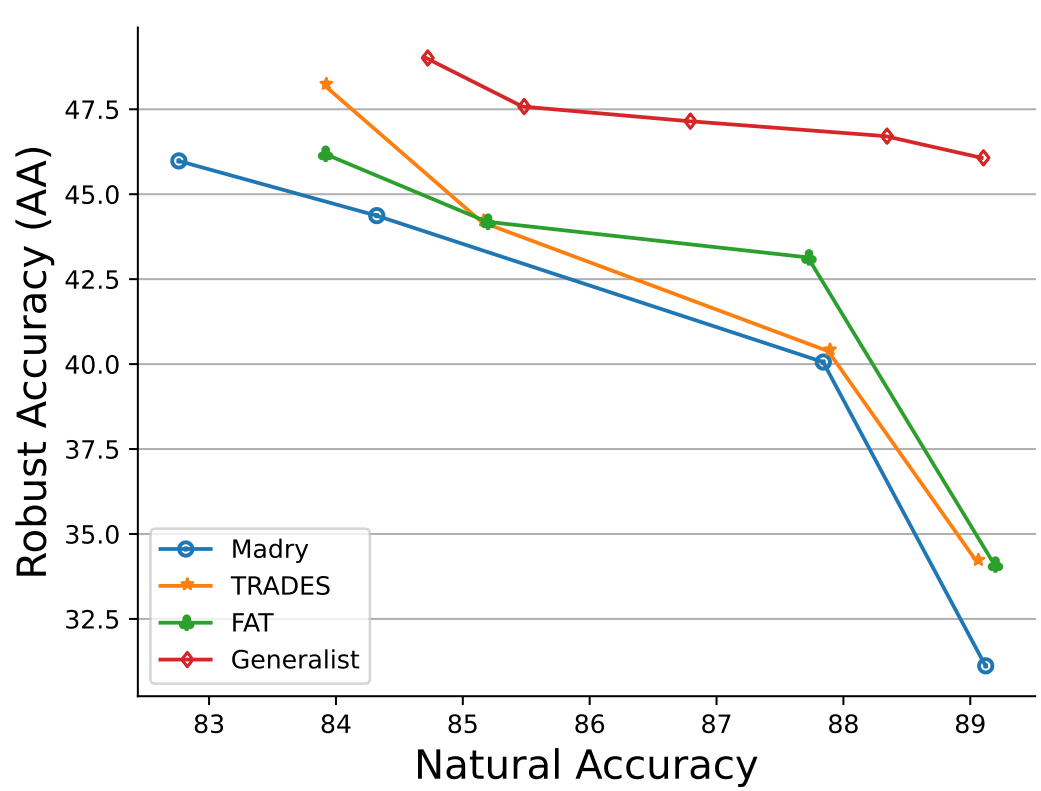 Robust Accuracy (AA)
47.5
45.0
42.5
40.0
37.5
35.0
32.5
Madry
TRADES
FAT
Generalist
83 84 85 86 87 88 89
Natural Accuracy